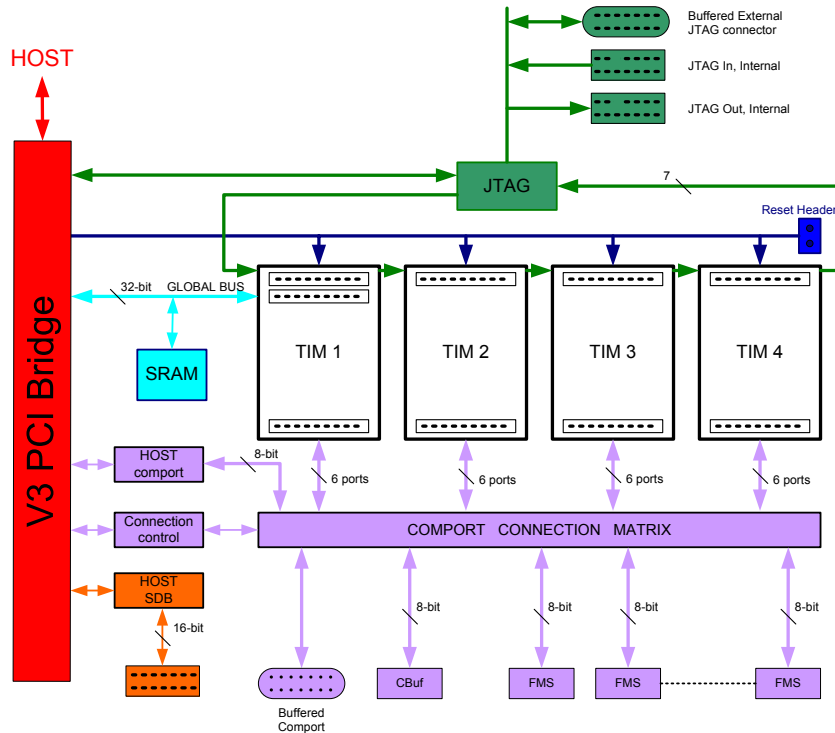 Buffered External
JTAG connector
HOST
JTAG In, Internal
JTAG Out, Internal
JTAG
7
Reset Header
32-bit
GLOBAL BUS
TIM 1
TIM 2
TIM 3
TIM 4
SRAM
V3 PCI Bridge
HOST
comport
8-bit
6 ports
6 ports
6 ports
6 ports
Connection
control
COMPORT CONNECTION MATRIX
HOST
SDB
16-bit
8-bit
8-bit
8-bit
8-bit
CBuf
FMS
FMS
FMS
Buffered
Comport